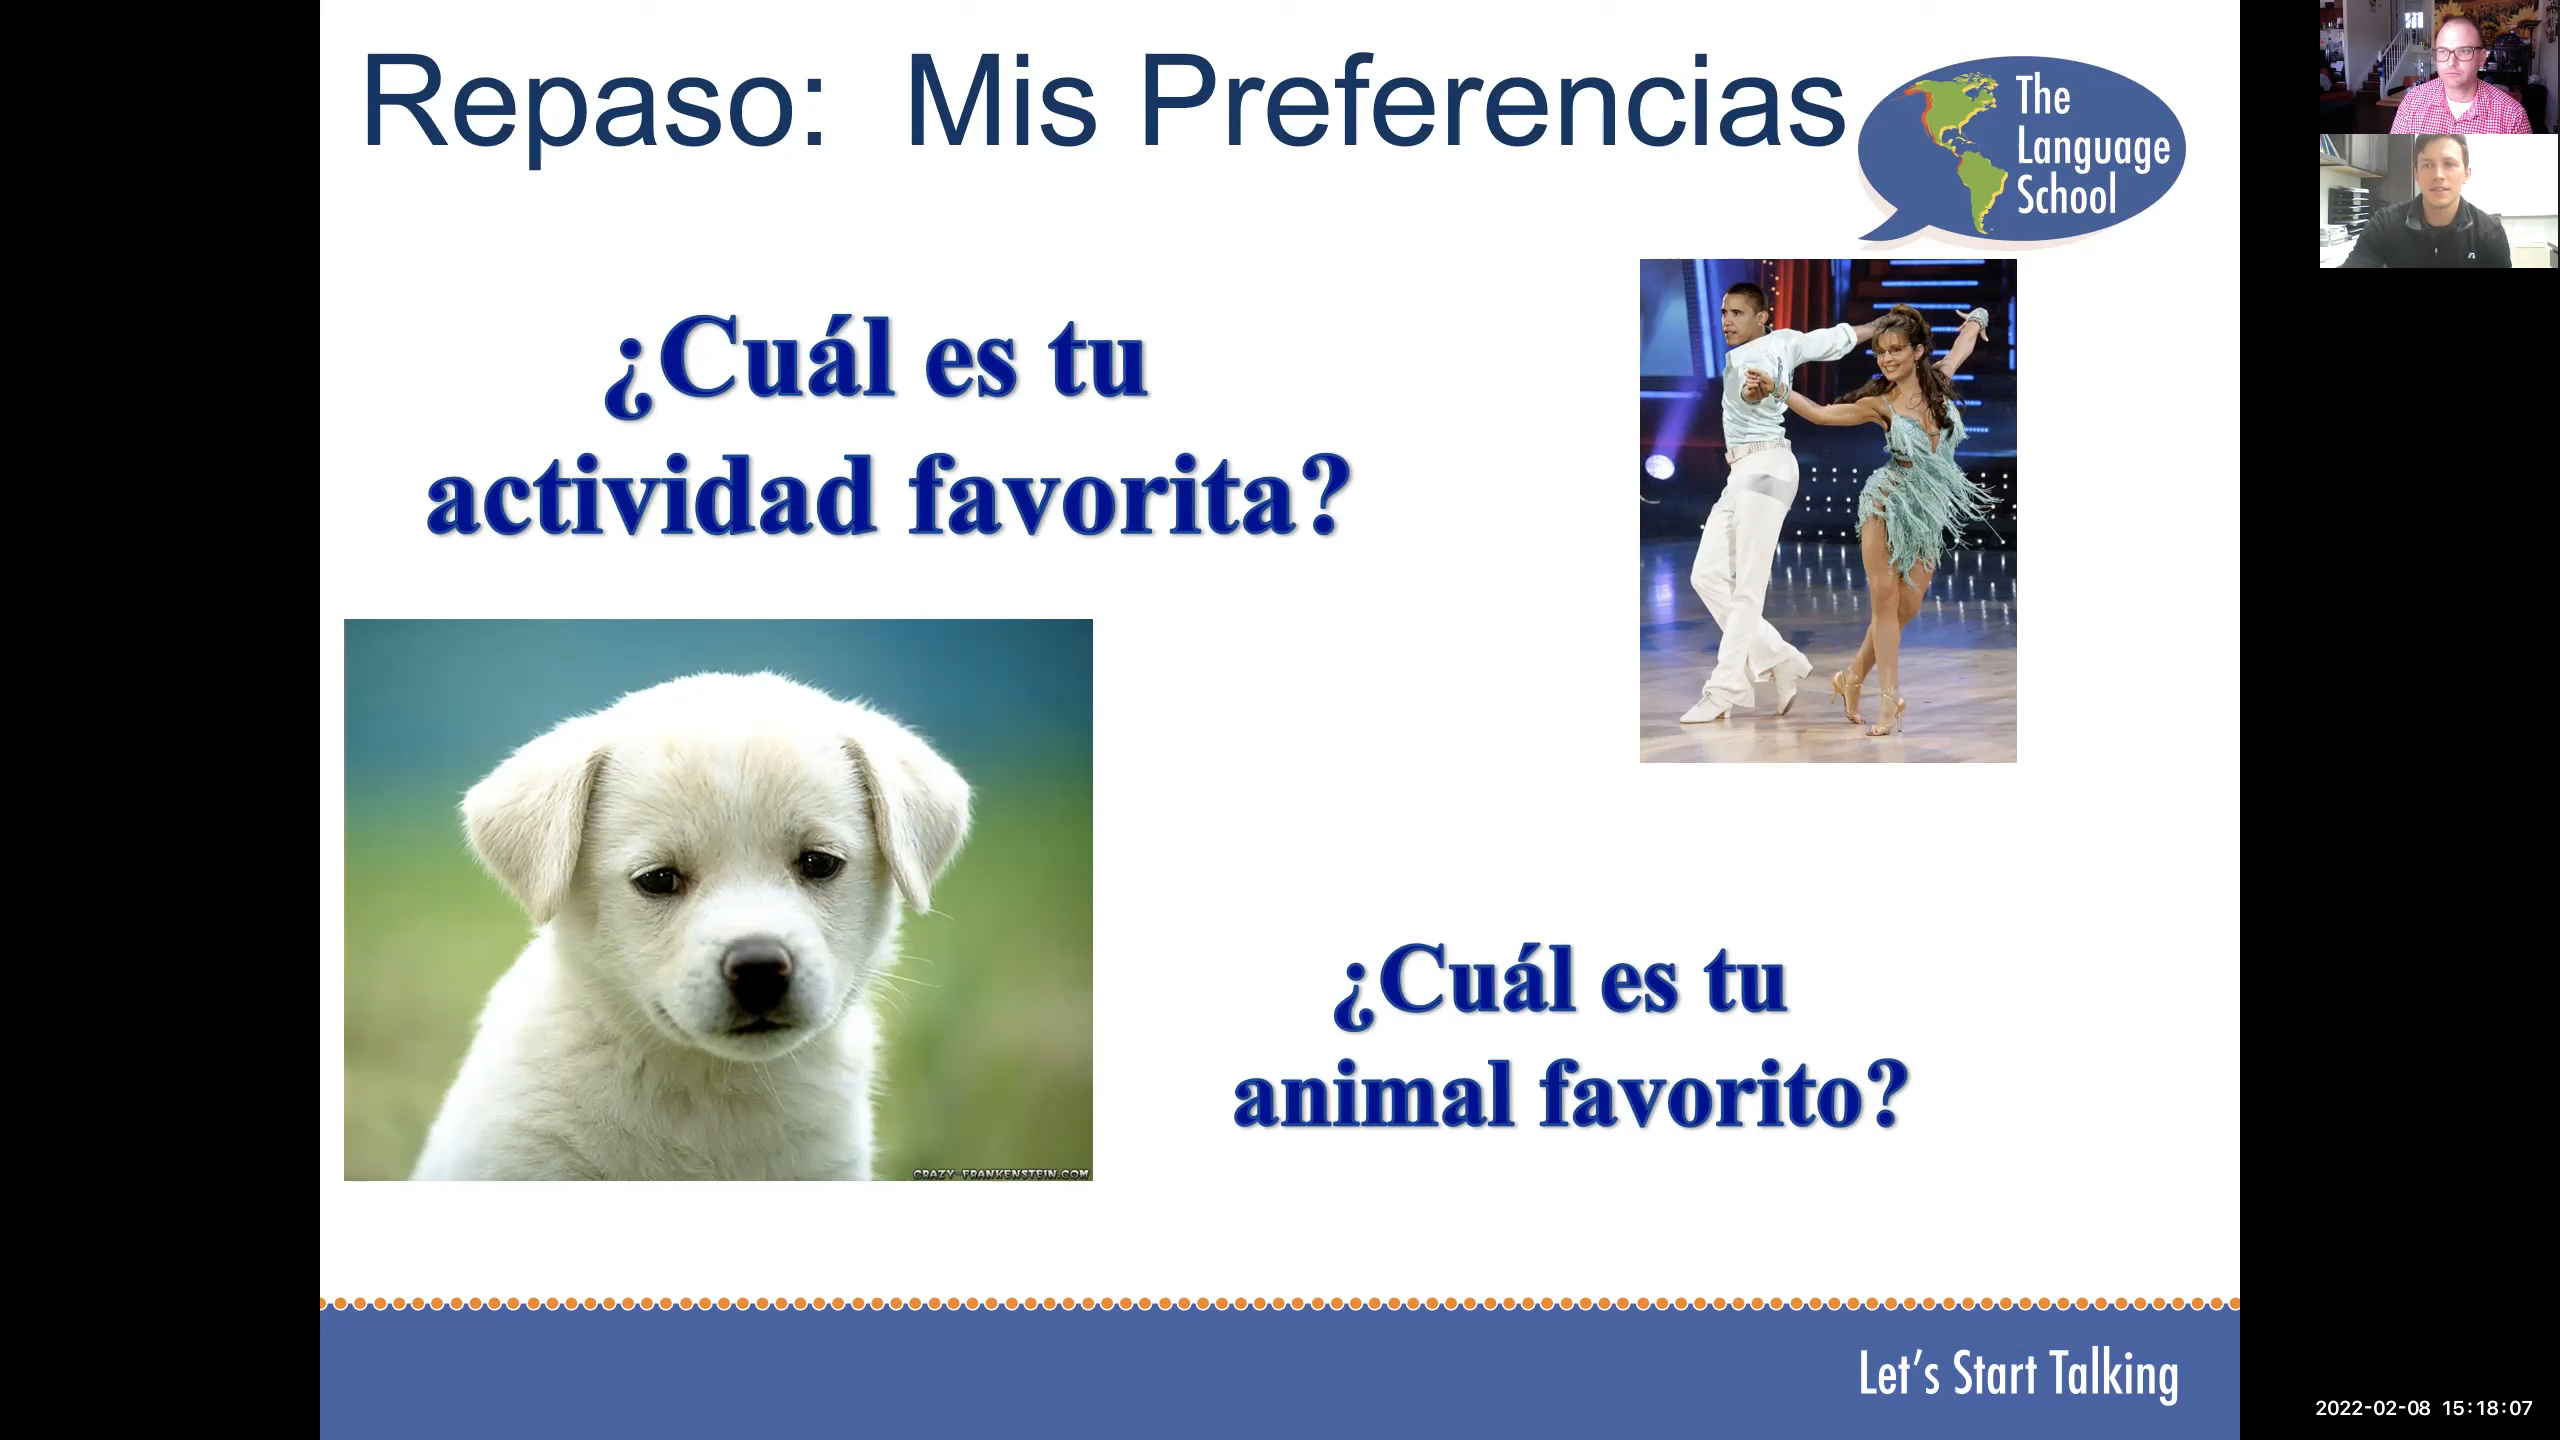 Repaso:  Mis Preferencias
The
Language
School
¿Cuál es tu
actividad favorita?
CRAZY-FRANKENSTEIN.COM
¿Cuál es tu
animal favorito?
Let's Start Talking
2022-02-08 15:18:07